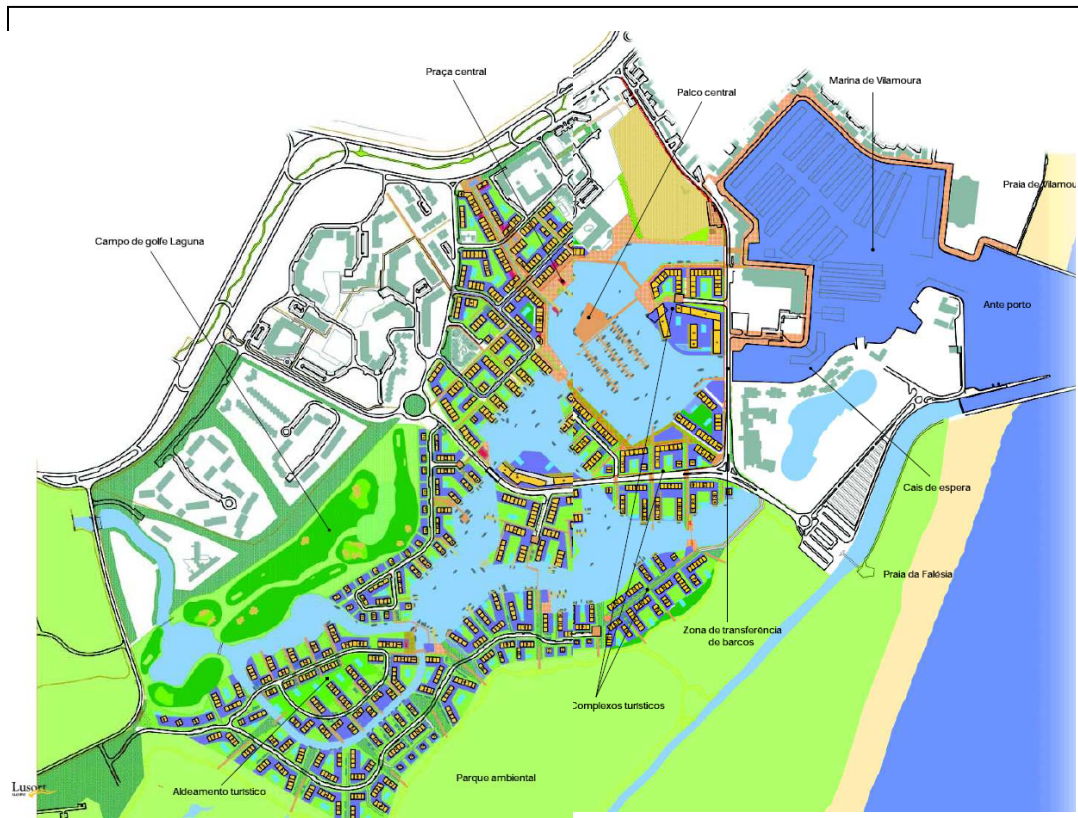 Praça central
Palco central
Marina de Vilamoura
Praia de Vilamou
Campo de golfe Laguna
Ante porto
Cais de espera
Praia da Falésia
Zona de transferência
de barcos
Complexos turísticos
Parque ambiental
Aldeamento turístico
Lusort